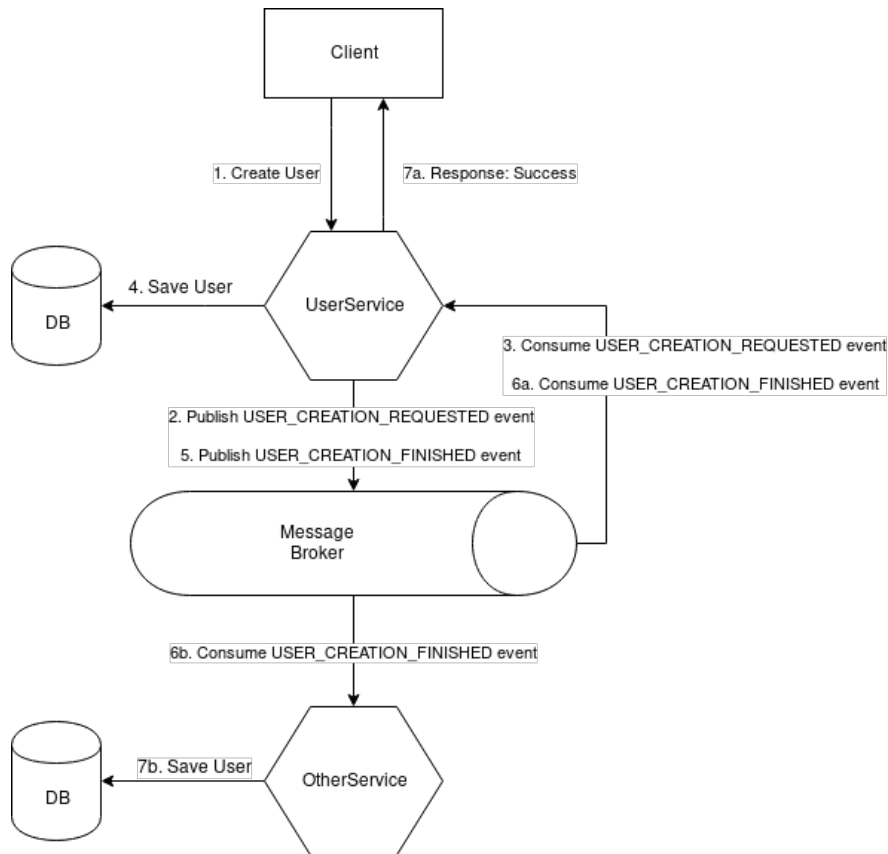 Client
1. Create User
7a. Response: Success
4. Save User
DB
UserService
3. Consume USER_CREATION_REQUESTED event
6a. Consume USER_CREATION_FINISHED event
2. Publish USER_CREATION_REQUESTED event
5. Publish USER_CREATION_FINISHED event
Message
Broker
6b. Consume USER_CREATION_FINISHED event
7b. Save User
DB
OtherService